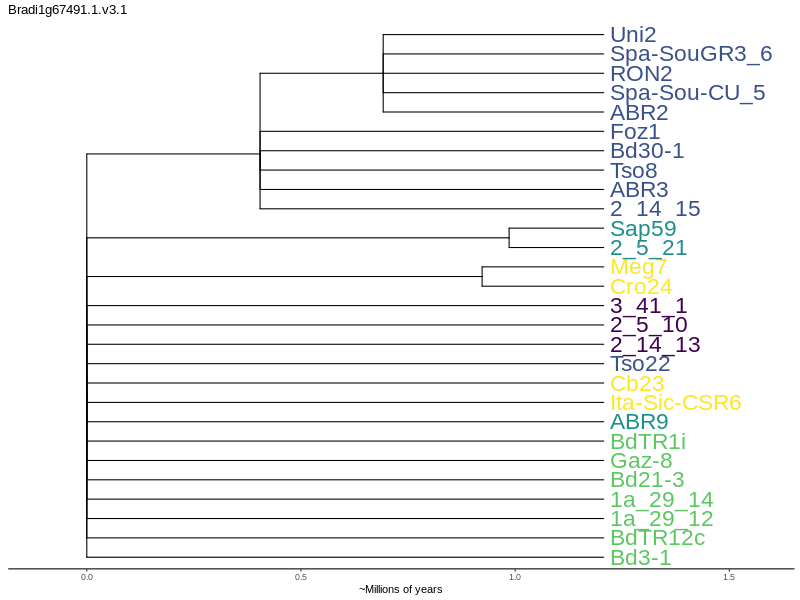 Bradi1g67491.1.v3.1
Uni2
Spa-SouGR3_6
RON2
Spa-Sou-CU_5
ABR2
Foz1
Bd30-1
Tso8
ABR3
2_14_15
Sap59
2_5_21
Meg7
Cro24
3_41_1
2_5_10
2_14_13
Tso22
Cb23
Ita-Sic-CSR6
ABR9
BdTR1i
Gaz-8
Bd21-3
1a_29_14
1a_29_12
BdTR12c
Bd3-1
0.0 0.5 1.0 1.5
~Millions of years